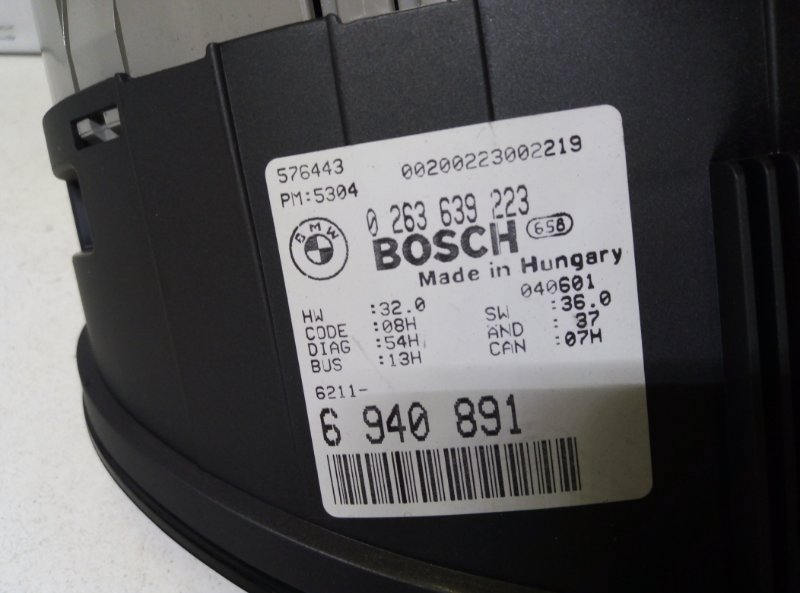 576443 00200223002219
PM:5304
0 263 639 223
BMW
BOSCH 658
Made in Hungary
040601
HW :32.0 SW :36.0
CODE :08H AND : 37
DIAG :54H CAN :07H
BUS :13H
6211-
6 940 891